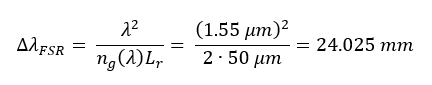 Δλ_FSR = λ² / (n_g(λ)L_r) = (1.55 μm)² / (2 · 50 μm) = 24.025 mm